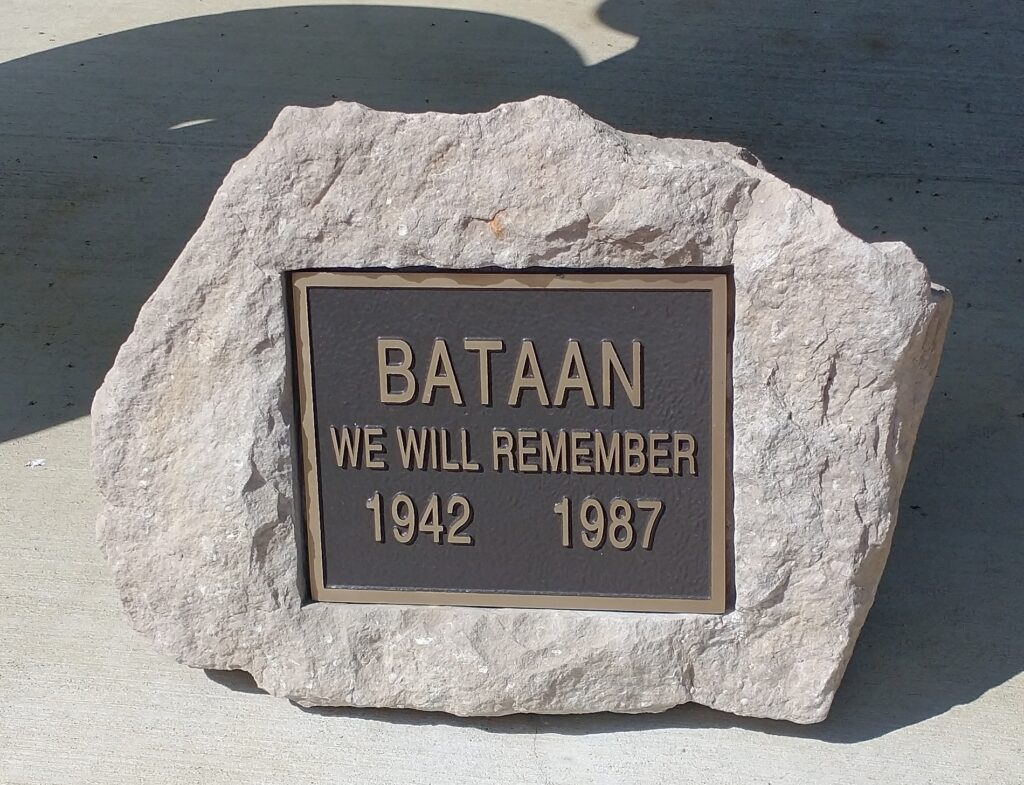 BATAAN
WE WILL REMEMBER
1942 1987